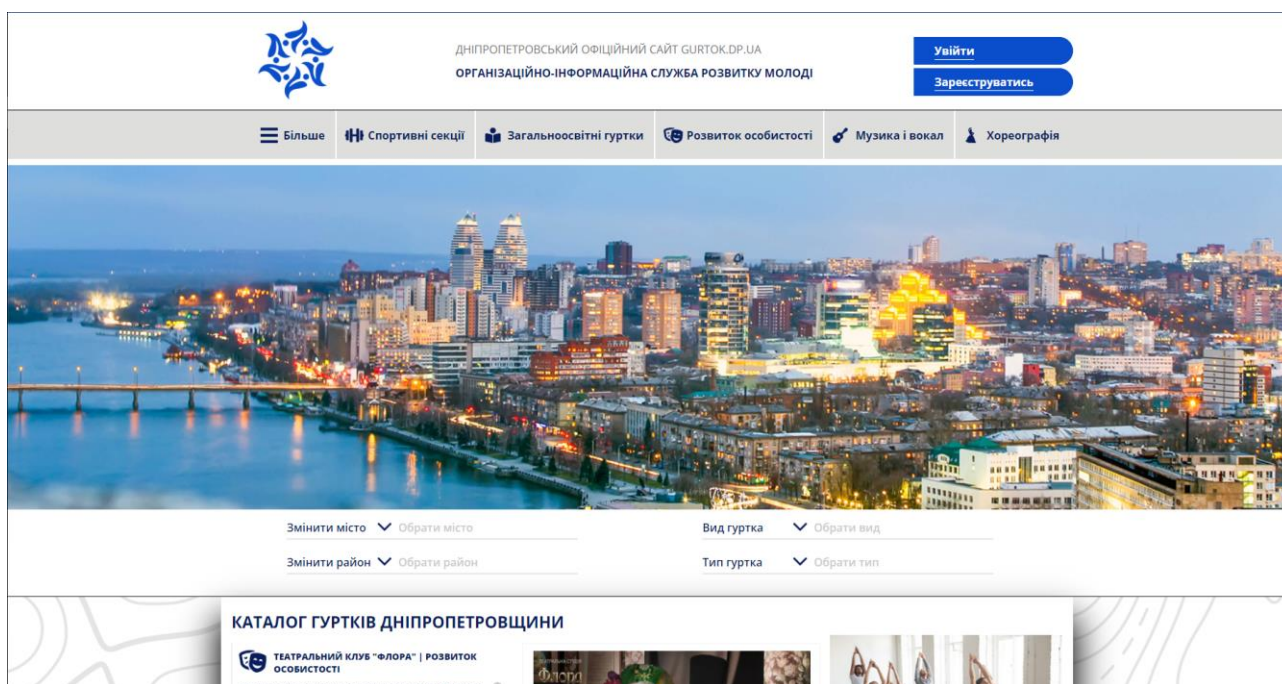 ДНІПРОПЕТРОВСЬКИЙ ОФІЦІЙНИЙ САЙТ GURTOK.DP.UA
ОРГАНІЗАЦІЙНО-ІНФОРМАЦІЙНА СЛУЖБА РОЗВИТКУ МОЛОДІ
Увійти
Зареєструватись
Більше Спортивні секції Загальноосвітні гуртки Розвиток особистості Музика і вокал Хореографія
Змінити місто Обрати місто
Вид гуртка Обрати вид
Змінити район Обрати район
Тип гуртка Обрати тип
КАТАЛОГ ГУРТКІВ ДНІПРОПЕТРОВЩИНИ
ТЕАТРАЛЬНИЙ КЛУБ "ФЛОРА" | РОЗВИТОК
ОСОБИСТОСТІ
Флора